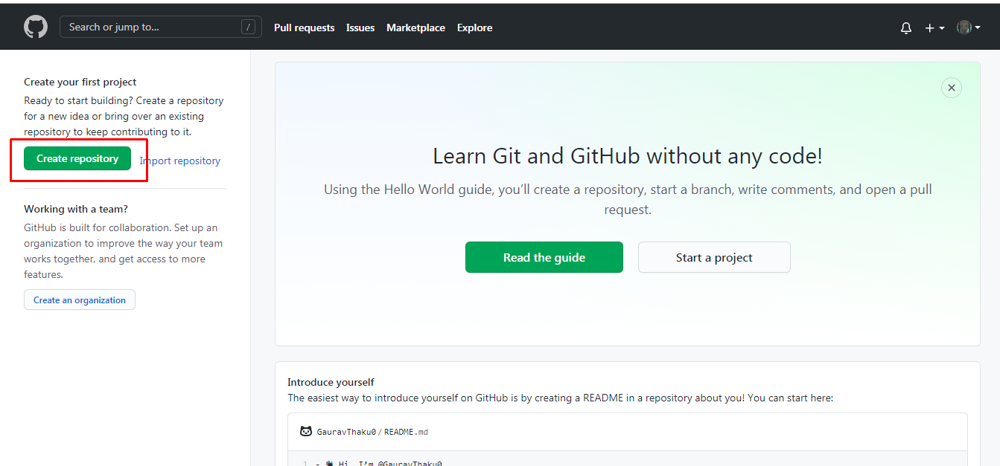 Search or jump to... /
Pull requests Issues Marketplace Explore
Create your first project
Ready to start building? Create a repository
for a new idea or bring over an existing
repository to keep contributing to it.
Create repository Import repository
Working with a team?
GitHub is built for collaboration. Set up an
organization to improve the way your team
works together, and get access to more
features.
Create an organization
Learn Git and GitHub without any code!
Using the Hello World guide, you’ll create a repository, start a branch, write comments, and open a pull
request.
Read the guide Start a project
Introduce yourself
The easiest way to introduce yourself on GitHub is by creating a README in a repository about you! You can start here:
GauravThaku0/README.md
1 - 👋 Hi, I’m @GauravThaku0